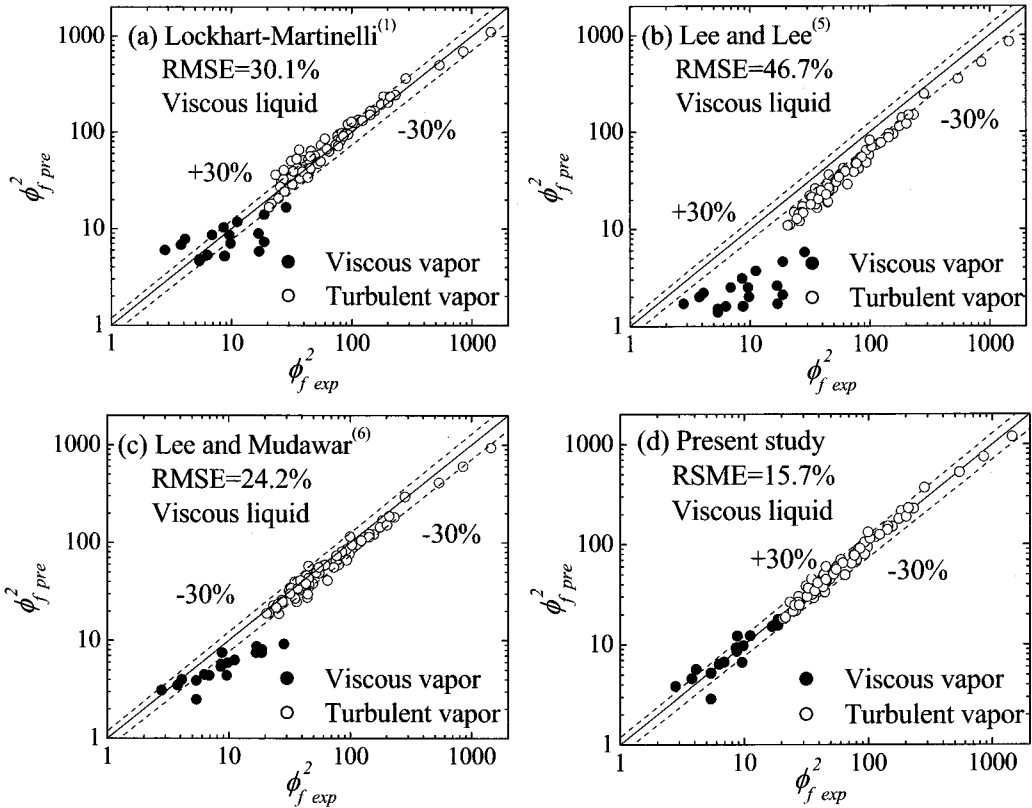 1000
(a) Lockhart-Martinelli(1)
RMSE=30.1%
Viscous liquid
100
-30%
+30%
10
Viscous vapor
Turbulent vapor
1
1 10 100 1000
ϕ²f pre
ϕ²f exp
1000
(b) Lee and Lee(5)
RMSE=46.7%
Viscous liquid
100
-30%
+30%
10
Viscous vapor
Turbulent vapor
1
1 10 100 1000
ϕ²f pre
ϕ²f exp
1000
(c) Lee and Mudawar(6)
RMSE=24.2%
Viscous liquid
100
-30%
-30%
10
Viscous vapor
Turbulent vapor
1
1 10 100 1000
ϕ²f pre
ϕ²f exp
1000
(d) Present study
RSME=15.7%
Viscous liquid
100
+30%
-30%
10
Viscous vapor
Turbulent vapor
1
1 10 100 1000
ϕ²f pre
ϕ²f exp